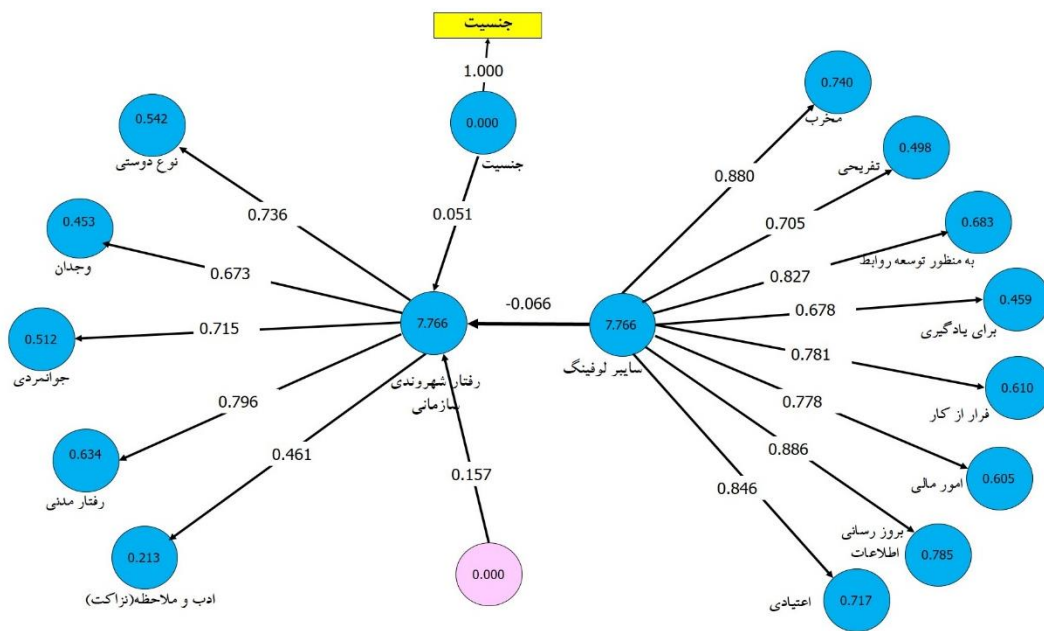 جنسیت
1.000
0.000
جنسیت
0.051
0.542
نوع دوستی
0.736
0.453
وجدان
0.673
0.512
جوانمردی
0.715
0.634
رفتار مدنی
0.796
0.213
ادب و ملاحظه(نزاکت)
0.461
7.766
رفتار شهروندی
سازمانی
0.157
0.000
-0.066
7.766
سایبر لوفینگ
0.740
مخرب
0.880
0.498
تفریحی
0.705
0.683
به منظور توسعه روابط
0.827
0.459
برای یادگیری
0.678
0.610
فرار از کار
0.781
0.605
امور مالی
0.778
0.785
بروز رسانی
اطلاعات
0.886
0.717
اعتیادی
0.846